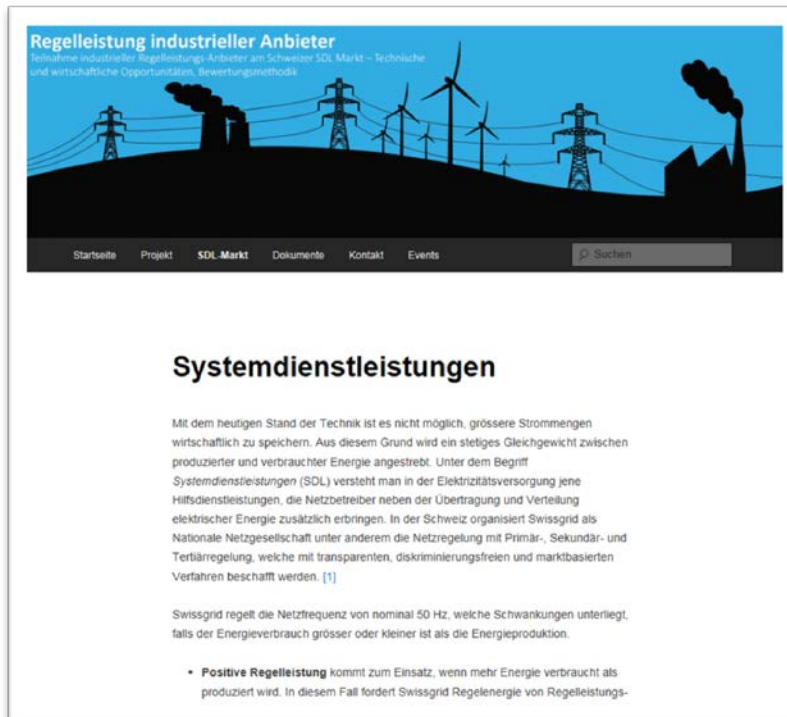 Regelleistung industrieller Anbieter
Teilnahme industrieller Regelleistungs-Anbieter am Schweizer SDL Markt – Technische
und wirtschaftliche Opportunitäten, Bewertungsmethodik
Startseite Projekt SDL-Markt Dokumente Kontakt Events Suchen
Systemdienstleistungen
Mit dem heutigen Stand der Technik ist es nicht möglich, grössere Strommengen
wirtschaftlich zu speichern. Aus diesem Grund wird ein stetiges Gleichgewicht zwischen
produzierter und verbrauchter Energie angestrebt. Unter dem Begriff
Systemdienstleistungen (SDL) versteht man in der Elektrizitätsversorgung jene
Hilfsdienstleistungen, die Netzbetreiber neben der Übertragung und Verteilung
elektrischer Energie zusätzlich erbringen. In der Schweiz organisiert Swissgrid als
Nationale Netzgesellschaft unter anderem die Netzregelung mit Primär-, Sekundär- und
Tertiärregelung, welche mit transparenten, diskriminierungsfreien und marktbasierten
Verfahren beschafft werden. [1]
Swissgrid regelt die Netzfrequenz von nominal 50 Hz, welche Schwankungen unterliegt,
falls der Energieverbrauch grösser oder kleiner ist als die Energieproduktion.
• Positive Regelleistung kommt zum Einsatz, wenn mehr Energie verbraucht als
produziert wird. In diesem Fall fordert Swissgrid Regelenergie von Regelleistungs-